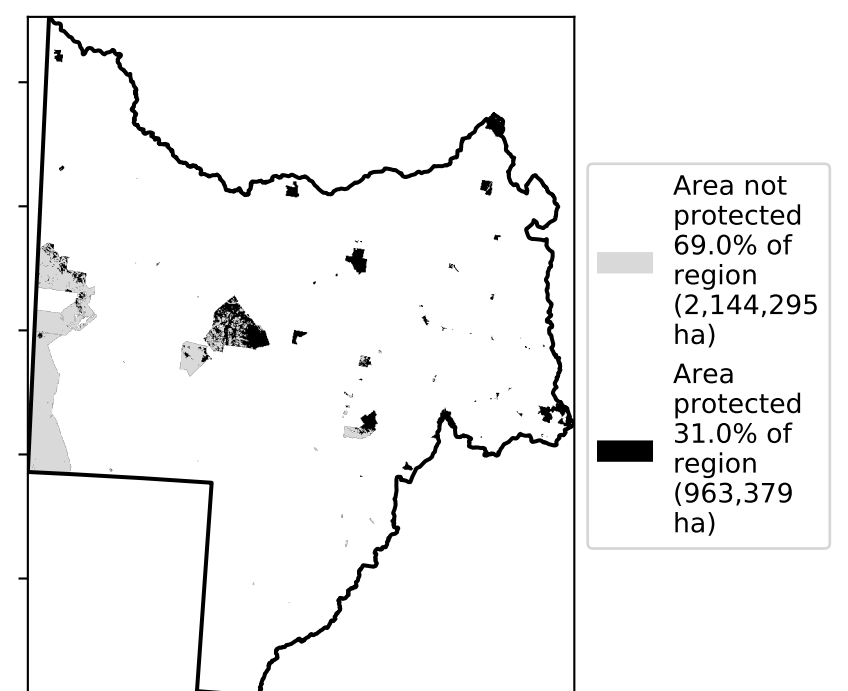 Area not
protected
69.0% of
region
(2,144,295
ha)
Area
protected
31.0% of
region
(963,379
ha)